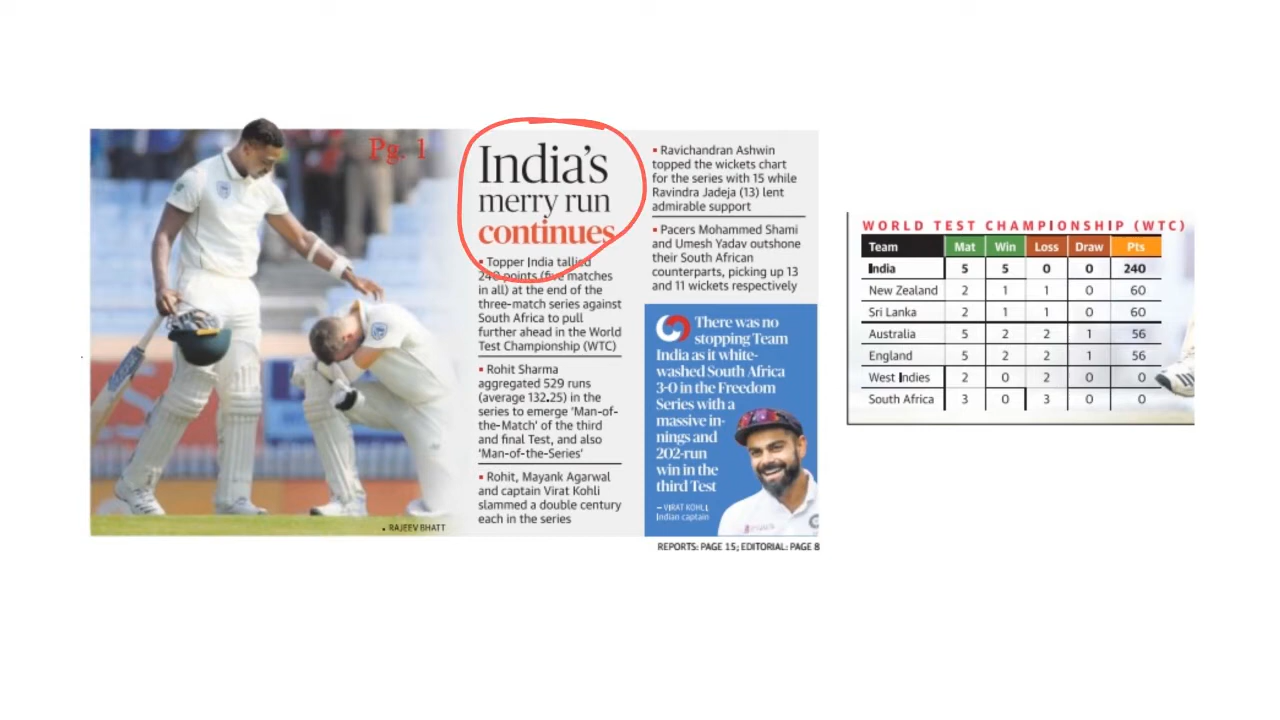 Pg. 1
India's
merry run
continues
▪ Topper India tallied
240 points (five matches
in all) at the end of the
three-match series against
South Africa to pull
further ahead in the World
Test Championship (WTC)
▪ Rohit Sharma
aggregated 529 runs
(average 132.25) in the
series to emerge 'Man-of-
the-Match' of the third
and final Test, and also
'Man-of-the-Series'
▪ Rohit, Mayank Agarwal
and captain Virat Kohli
slammed a double century
each in the series
• RAJEEV BHATT
▪ Ravichandran Ashwin
topped the wickets chart
for the series with 15 while
Ravindra Jadeja (13) lent
admirable support
▪ Pacers Mohammed Shami
and Umesh Yadav outshone
their South African
counterparts, picking up 13
and 11 wickets respectively
There was no
stopping Team
India as it white-
washed South Africa
3-0 in the Freedom
Series with a
massive in-
nings and
202-run
win in the
third Test
– VIRAT KOHLI,
Indian captain
REPORTS: PAGE 15; EDITORIAL: PAGE 8
WORLD TEST CHAMPIONSHIP (WTC)
Team Mat Win Loss Draw Pts
India 5 5 0 0 240
New Zealand 2 1 1 0 60
Sri Lanka 2 1 1 0 60
Australia 5 2 2 1 56
England 5 2 2 1 56
West Indies 2 0 2 0 0
South Africa 3 0 3 0 0